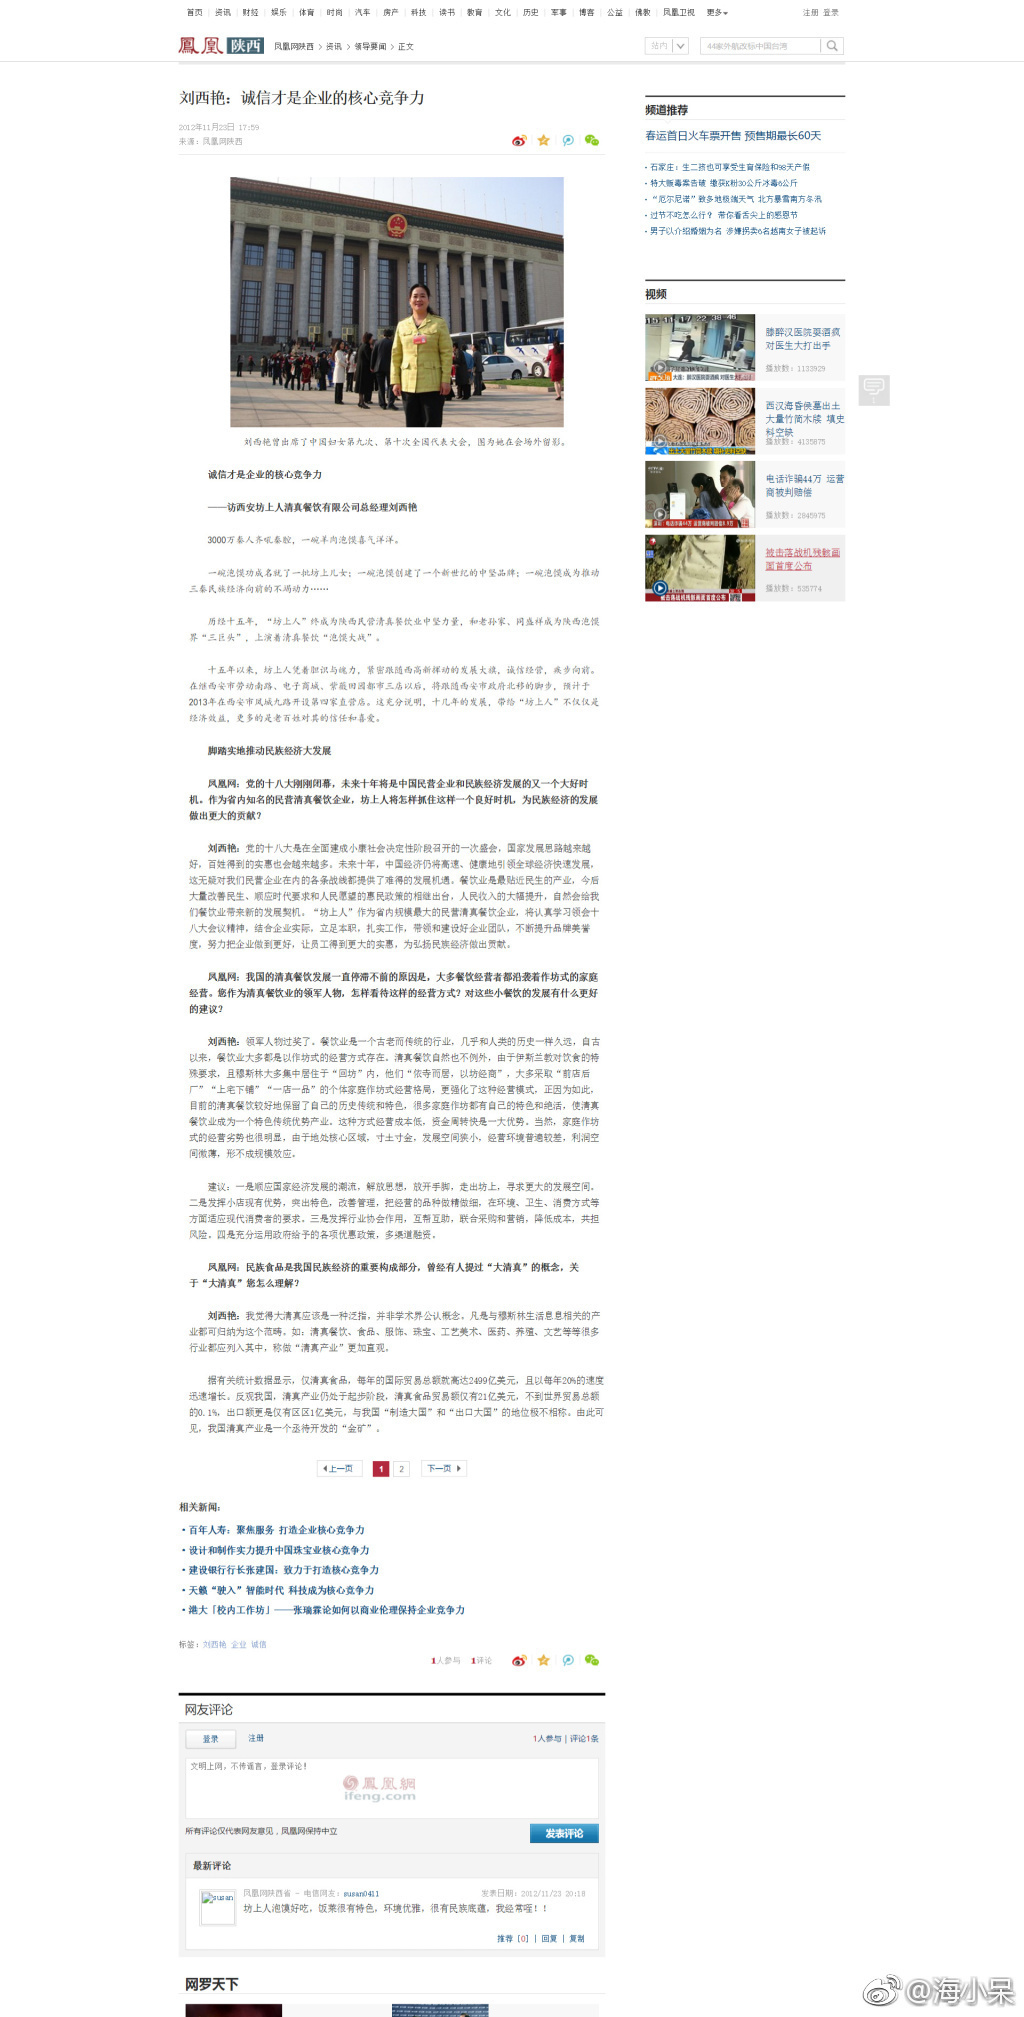 首页 资讯 财经 娱乐 体育 时尚 汽车 房产 科技 读书 教育 文化 历史 军事 博客 公益 佛教 凤凰卫视 更多 注册 登录
鳳凰 陕西 凤凰网陕西 > 资讯 > 领导要闻 > 正文 站内 44家外航改标中国台湾
刘西艳：诚信才是企业的核心竞争力
2012年11月23日 17:59
来源：凤凰网陕西
刘西艳曾出席了中国妇女第九次、第十次全国代表大会，图为她在会场外留影。
诚信才是企业的核心竞争力
——访西安坊上人清真餐饮有限公司总经理刘西艳
3000万秦人齐吼秦腔，一碗羊肉泡馍喜气洋洋。
一碗泡馍功成名就了一批坊上儿女；一碗泡馍创建了一个新世纪的中坚品牌；一碗泡馍成为推动
三秦民族经济向前的不竭动力······
历经十五年，“坊上人”终成为陕西民营清真餐饮业中坚力量，和老孙家、同盛祥成为陕西泡馍
界“三巨头”，上演着清真餐饮“泡馍大战”。
十五年以来，坊上人凭着胆识与魄力，紧密跟随西高新挥动的发展大旗，诚信经营，疾步向前。
在继西安市劳动南路、电子商城、紫薇田园都市三店以后，将跟随西安市政府北移的脚步，预计于
2013年在西安市凤城九路开设第四家直营店。这充分说明，十几年的发展，带给“坊上人”不仅仅是
经济效益，更多的是老百姓对其的信任和喜爱。
脚踏实地推动民族经济大发展
凤凰网：党的十八大刚刚闭幕，未来十年将是中国民营企业和民族经济发展的又一个大好时
机。作为省内知名的民营清真餐饮企业，坊上人将怎样抓住这样一个良好时机，为民族经济的发展
做出更大的贡献？
刘西艳：党的十八大是在全面建成小康社会决定性阶段召开的一次盛会，国家发展思路越来越
好，百姓得到的实惠也会越来越多。未来十年，中国经济仍将高速、健康地引领全球经济快速发展，
这无疑对我们民营企业在内的各条战线都提供了难得的发展机遇。餐饮业是最贴近民生的产业，今后
大量改善民生、顺应时代要求和人民愿望的惠民政策的相继出台，人民收入的大幅提升，自然会给我
们餐饮业带来新的发展契机。“坊上人”作为省内规模最大的民营清真餐饮企业，将认真学习领会十
八大会议精神，结合企业实际，立足本职，扎实工作，带领和建设好企业团队，不断提升品牌美誉
度，努力把企业做到更好，让员工得到更大的实惠，为弘扬民族经济做出贡献。
凤凰网：我国的清真餐饮发展一直停滞不前的原因是，大多餐饮经营者都沿袭着作坊式的家庭
经营。您作为清真餐饮业的领军人物，怎样看待这样的经营方式？对这些小餐饮的发展有什么更好
的建议？
刘西艳：领军人物过奖了。餐饮业是一个古老而传统的行业，几乎和人类的历史一样久远，自古
以来，餐饮业大多都是以作坊式的经营方式存在。清真餐饮自然也不例外，由于伊斯兰教对饮食的特
殊要求，且穆斯林大多集中居住于“回坊”内，他们“依寺而居，以坊经商”，大多采取“前店后
厂”“上宅下铺”“一店一品”的个体家庭作坊式经营格局，更强化了这种经营模式，正因为如此，
目前的清真餐饮较好地保留了自己的历史传统和特色，很多家庭作坊都有自己的特色和绝活，使清真
餐饮业成为一个特色传统优势产业。这种方式经营成本低，资金周转快是一大优势。当然，家庭作坊
式的经营劣势也很明显，由于地处核心区域，寸土寸金，发展空间狭小，经营环境普遍较差，利润空
间微薄，形不成规模效应。
建议：一是顺应国家经济发展的潮流，解放思想，放开手脚，走出坊上，寻求更大的发展空间。
二是发挥小店现有优势，突出特色，改善管理，把经营的品种做精做细，在环境、卫生、消费方式等
方面适应现代消费者的要求。三是发挥行业协会作用，互帮互助，联合采购和营销，降低成本，共担
风险。四是充分运用政府给予的各项优惠政策，多渠道融资。
凤凰网：民族食品是我国民族经济的重要构成部分，曾经有人提过“大清真”的概念，关
于“大清真”您怎么理解？
刘西艳：我觉得大清真应该是一种泛指，并非学术界公认概念。凡是与穆斯林生活息息相关的产
业都可归纳为这个范畴。如：清真餐饮、食品、服饰、珠宝、工艺美术、医药、养殖、文艺等等很多
行业都应列入其中，称做“清真产业”更加直观。
据有关统计数据显示，仅清真食品，每年的国际贸易总额就高达2499亿美元，且以每年20%的速度
迅速增长。反观我国，清真产业仍处于起步阶段，清真食品贸易额仅有21亿美元，不到世界贸易总额
的0.1%，出口额更是仅有区区1亿美元，与我国“制造大国”和“出口大国”的地位极不相称。由此可
见，我国清真产业是一个亟待开发的“金矿”。
上一页 1 2 下一页
相关新闻：
百年人寿：聚焦服务 打造企业核心竞争力
设计和制作实力提升中国珠宝业核心竞争力
建设银行行长张建国：致力于打造核心竞争力
天籁“驶入”智能时代 科技成为核心竞争力
港大「校内工作坊」——张瑞霖论如何以商业伦理保持企业竞争力
标签：刘西艳 企业 诚信
1人参与 1评论
网友评论
登录 注册 1人参与 | 评论1条
文明上网，不传谣言，登录评论！
鳳凰網
ifeng.com
所有评论仅代表网友意见，凤凰网保持中立
发表评论
最新评论
susan
凤凰网陕西省 - 电信网友：susan0411 发表日期：2012/11/23 20:18
坊上人泡馍好吃，饭菜很有特色，环境优雅，很有民族底蕴，我经常咥！！
推荐 [0] | 回复 | 复制
网罗天下
频道推荐
春运首日火车票开售 预售期最长60天
石家庄：生二孩也可享受生育保险和98天产假
特大贩毒案告破 缴获K粉30公斤冰毒6公斤
“厄尔尼诺”致多地极端天气 北方暴雪南方冬汛
过节不吃怎么行？ 带你看舌尖上的感恩节
男子以介绍婚姻为名 涉嫌拐卖6名越南女子被起诉
视频
醉汉医院耍酒疯
对医生大打出手
播放数：1133929
西汉海昏侯墓出土
大量竹简木牍 填史
料空缺
播放数：4135875
电话诈骗44万 运营
商被判赔偿
播放数：2845975
被击落战机残骸画
面首度公布
播放数：535774
1
@海小呆